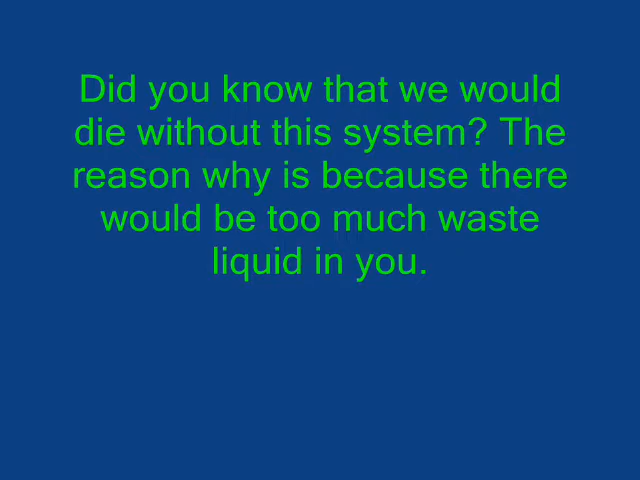 Did you know that we would
die without this system? The
reason why is because there
would be too much waste
liquid in you.